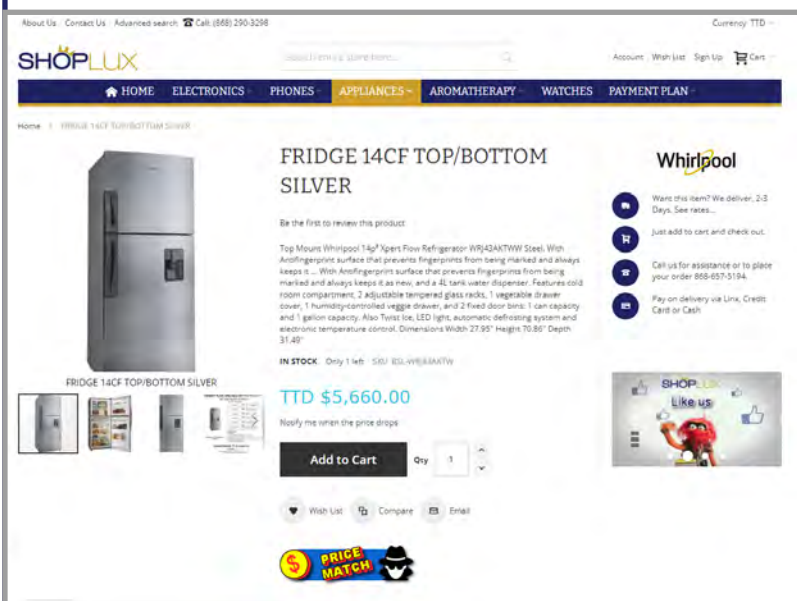 About Us Contact Us Advanced search Call: (868) 290-3298
Currency TTD
SHOPLUX
Account Wish List Sign Up Cart
HOME ELECTRONICS PHONES APPLIANCES AROMATHERAPY WATCHES PAYMENT PLAN
Home FRIDGE 14CF TOP/BOTTOM SILVER
FRIDGE 14CF TOP/BOTTOM
SILVER
Be the first to review this product
Top Mount Whirlpool 14p³ Xpert Flow Refrigerator WRJ43AKTWW Steel. With
Antifingerprint surface that prevents fingerprints from being marked and always
keeps it ... With Antifingerprint surface that prevents fingerprints from being
marked and always keeps it as new, and a 4L tank water dispenser. Features cold
room compartment, 2 adjustable tempered glass racks, 1 vegetable drawer
cover, 1 humidity-controlled veggie drawer, and 2 fixed door bins: 1 can capacity
and 1 gallon capacity. Also Twist Ice, LED light, automatic defrosting system and
electronic temperature control. Dimensions Width 27.95" Height 70.86" Depth
31.49"
IN STOCK Only 1 left
TTD $5,660.00
Notify me when the price drops
Add to Cart Qty 1
Wish List Compare Email
PRICE
MATCH
FRIDGE 14CF TOP/BOTTOM SILVER
Whirlpool
Want this item? We deliver, 2-3
Days. See rates...
Just add to cart and check out.
Call us for assistance or to place
your order 868-657-5194.
Pay on delivery via Linx, Credit
Card or Cash
SHOPLUX
Like us